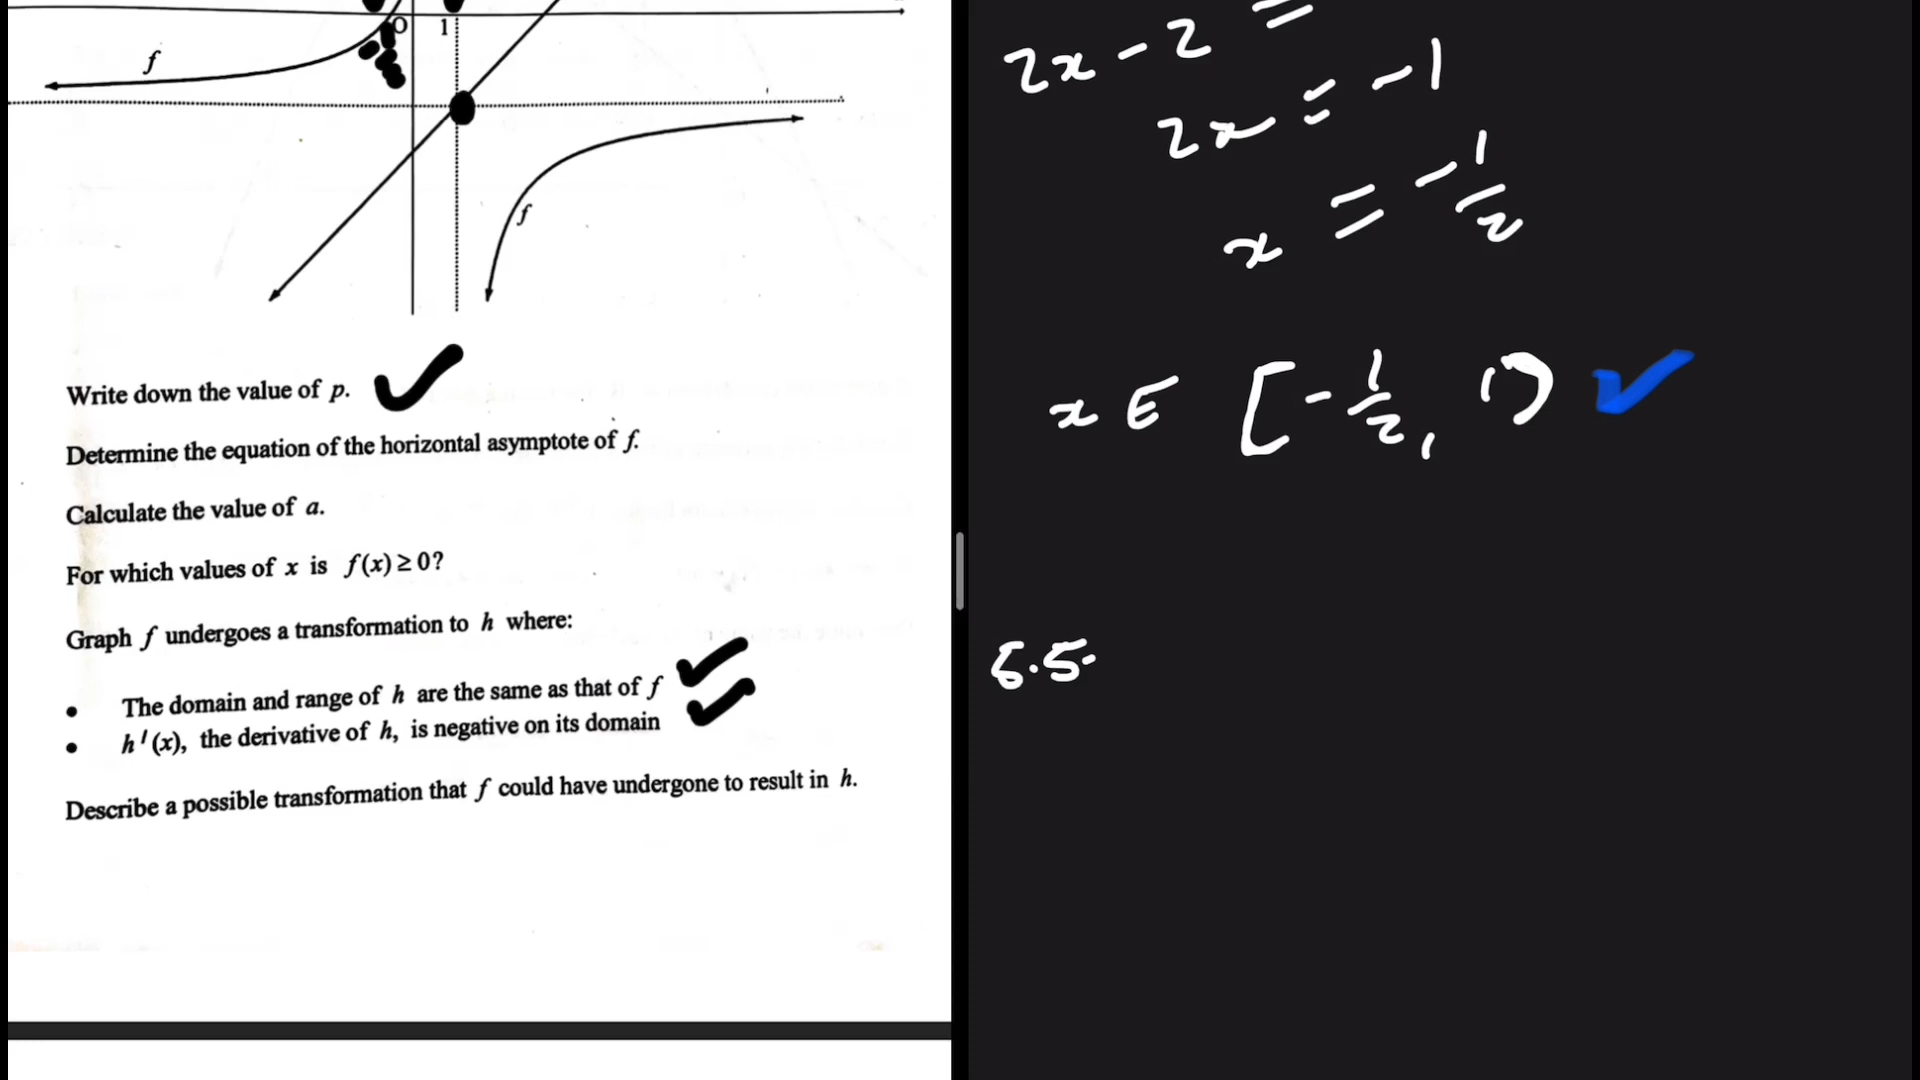 0 1
f
f
Write down the value of p.
Determine the equation of the horizontal asymptote of f.
Calculate the value of a.
For which values of x is f(x) ≥ 0?
Graph f undergoes a transformation to h where:
• The domain and range of h are the same as that of f
• h′(x), the derivative of h, is negative on its domain
Describe a possible transformation that f could have undergone to result in h.
2x - 2 =
2x = -1
x = -1/2
x ∈ [-1/2, 1)
6.5.